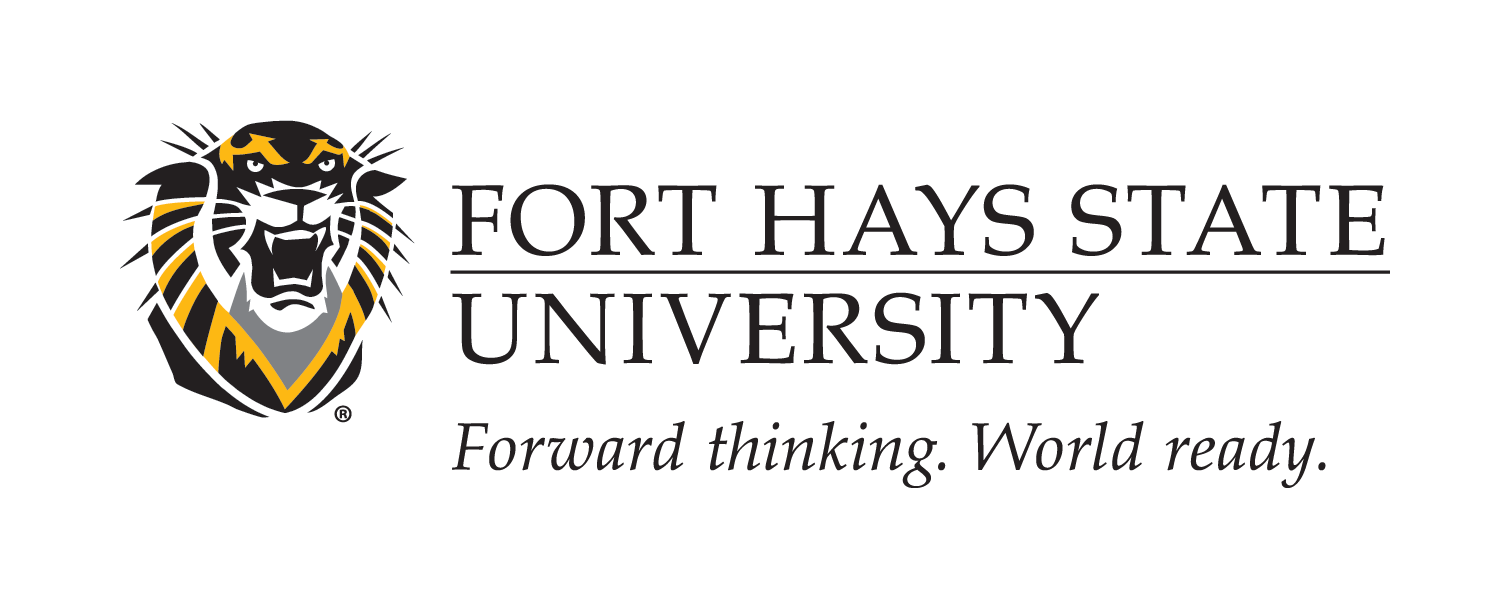 FORT HAYS STATE
UNIVERSITY
Forward thinking. World ready.
®